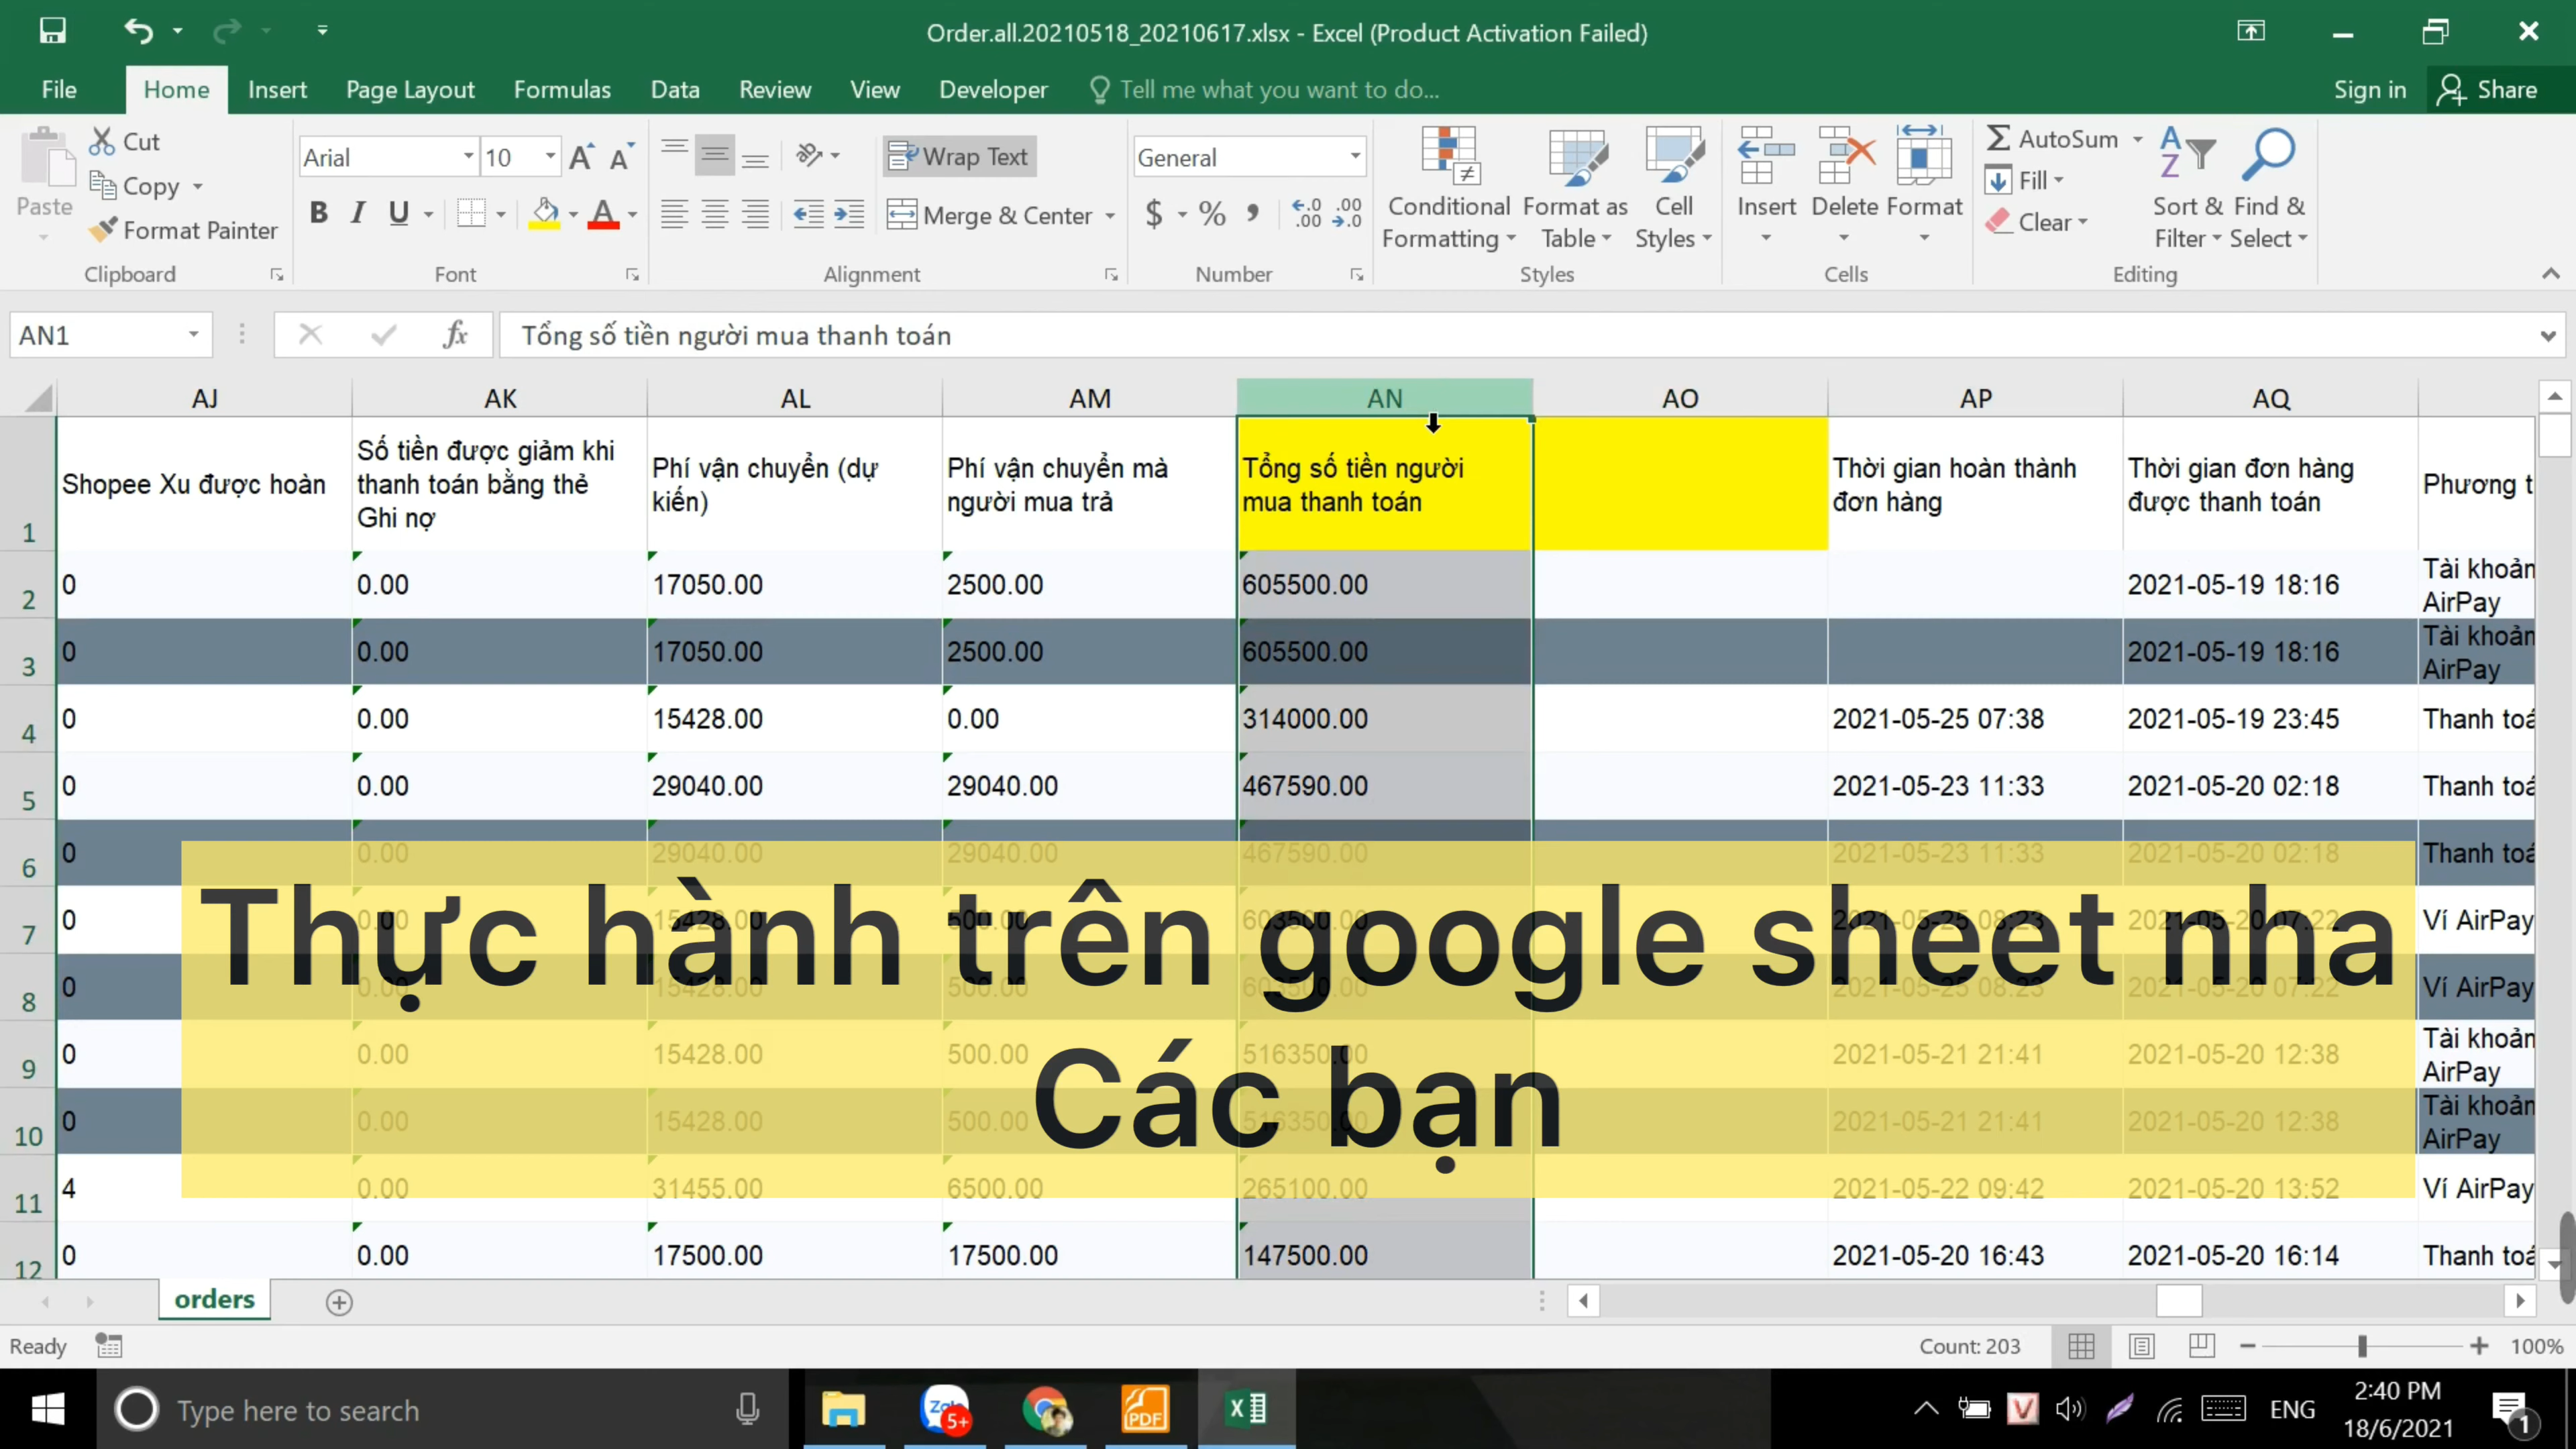 Order.all.20210518_20210617.xlsx - Excel (Product Activation Failed)
File Home Insert Page Layout Formulas Data Review View Developer Tell me what you want to do... Sign in Share
Paste
Cut
Copy
Format Painter
Clipboard
Arial 10
B I U
Font
Wrap Text
Merge & Center
Alignment
General
$ % ,
Number
Conditional Formatting
Format as Table
Cell Styles
Styles
Insert Delete Format
Cells
AutoSum
Fill
Clear
Sort & Filter
Find & Select
Editing
AN1 fx Tổng số tiền người mua thanh toán
AJ AK AL AM AN AO AP AQ
1 Shopee Xu được hoàn Số tiền được giảm khi thanh toán bằng thẻ Ghi nợ Phí vận chuyển (dự kiến) Phí vận chuyển mà người mua trả Tổng số tiền người mua thanh toán Thời gian hoàn thành đơn hàng Thời gian đơn hàng được thanh toán Phương t
2 0 0.00 17050.00 2500.00 605500.00 2021-05-19 18:16 Tài khoản AirPay
3 0 0.00 17050.00 2500.00 605500.00 2021-05-19 18:16 Tài khoản AirPay
4 0 0.00 15428.00 0.00 314000.00 2021-05-25 07:38 2021-05-19 23:45 Thanh toá
5 0 0.00 29040.00 29040.00 467590.00 2021-05-23 11:33 2021-05-20 02:18 Thanh toá
6 0 0.00 29040.00 29040.00 467590.00 2021-05-23 11:33 2021-05-20 02:18 Thanh toá
7 0 Ví AirPay
Thực hành trên google sheet nha
8 0 Ví AirPay
9 0 0.00 15428.00 500.00 516350.00 2021-05-21 21:41 2021-05-20 12:38 Tài khoản AirPay
Các bạn
10 0 0.00 15428.00 500.00 516350.00 2021-05-21 21:41 2021-05-20 12:38 Tài khoản AirPay
11 4 0.00 31455.00 6500.00 265100.00 2021-05-22 09:42 2021-05-20 13:52 Ví AirPay
12 0 0.00 17500.00 17500.00 147500.00 2021-05-20 16:43 2021-05-20 16:14 Thanh toá
orders
Ready Count: 203 100%
Type here to search
5+
PDF
ENG
2:40 PM
18/6/2021
1